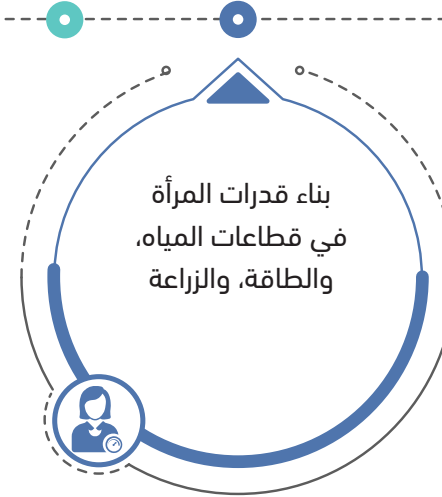 بناء قدرات المرأة
في قطاعات المياه،
والطاقة، والزراعة